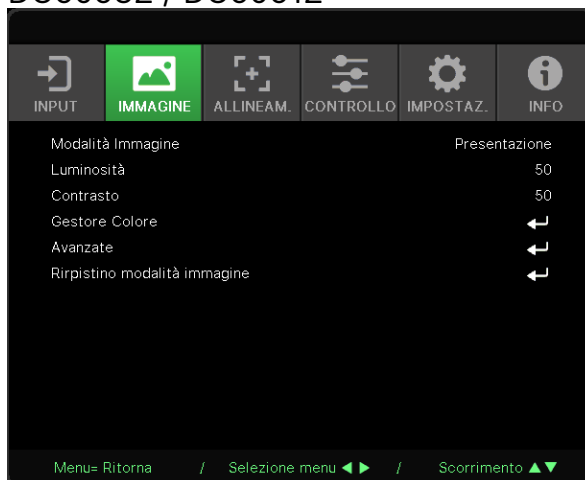 INPUT IMMAGINE ALLINEAM. CONTROLLO IMPOSTAZ. INFO
Modalità Immagine Presentazione
Luminosità 50
Contrasto 50
Gestore Colore
Avanzate
Rirpistino modalità immagine
Menu= Ritorna / Selezione menu ◀ ▶ / Scorrimento ▲▼